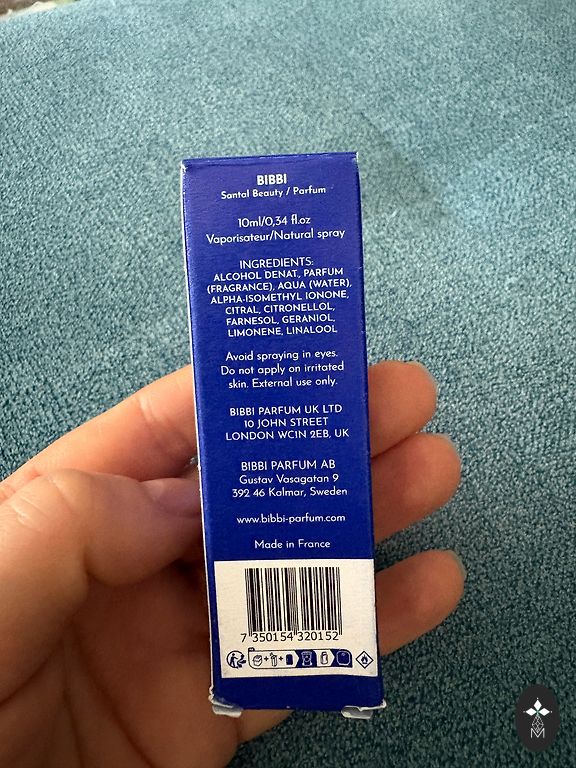 BIBBI
Santal Beauty / Parfum
10ml/0,34 fl.oz
Vaporisateur/Natural spray
INGREDIENTS:
ALCOHOL DENAT, PARFUM
(FRAGRANCE), AQUA (WATER),
ALPHA-ISOMETHYL IONONE,
CITRAL, CITRONELLOL,
FARNESOL, GERANIOL,
LIMONENE, LINALOOL
Avoid spraying in eyes.
Do not apply on irritated
skin. External use only.
BIBBI PARFUM UK LTD
10 JOHN STREET
LONDON WC1N 2EB, UK
BIBBI PARFUM AB
Gustav Vasagatan 9
392 46 Kalmar, Sweden
www.bibbi-parfum.com
Made in France
7 350154 320152
M